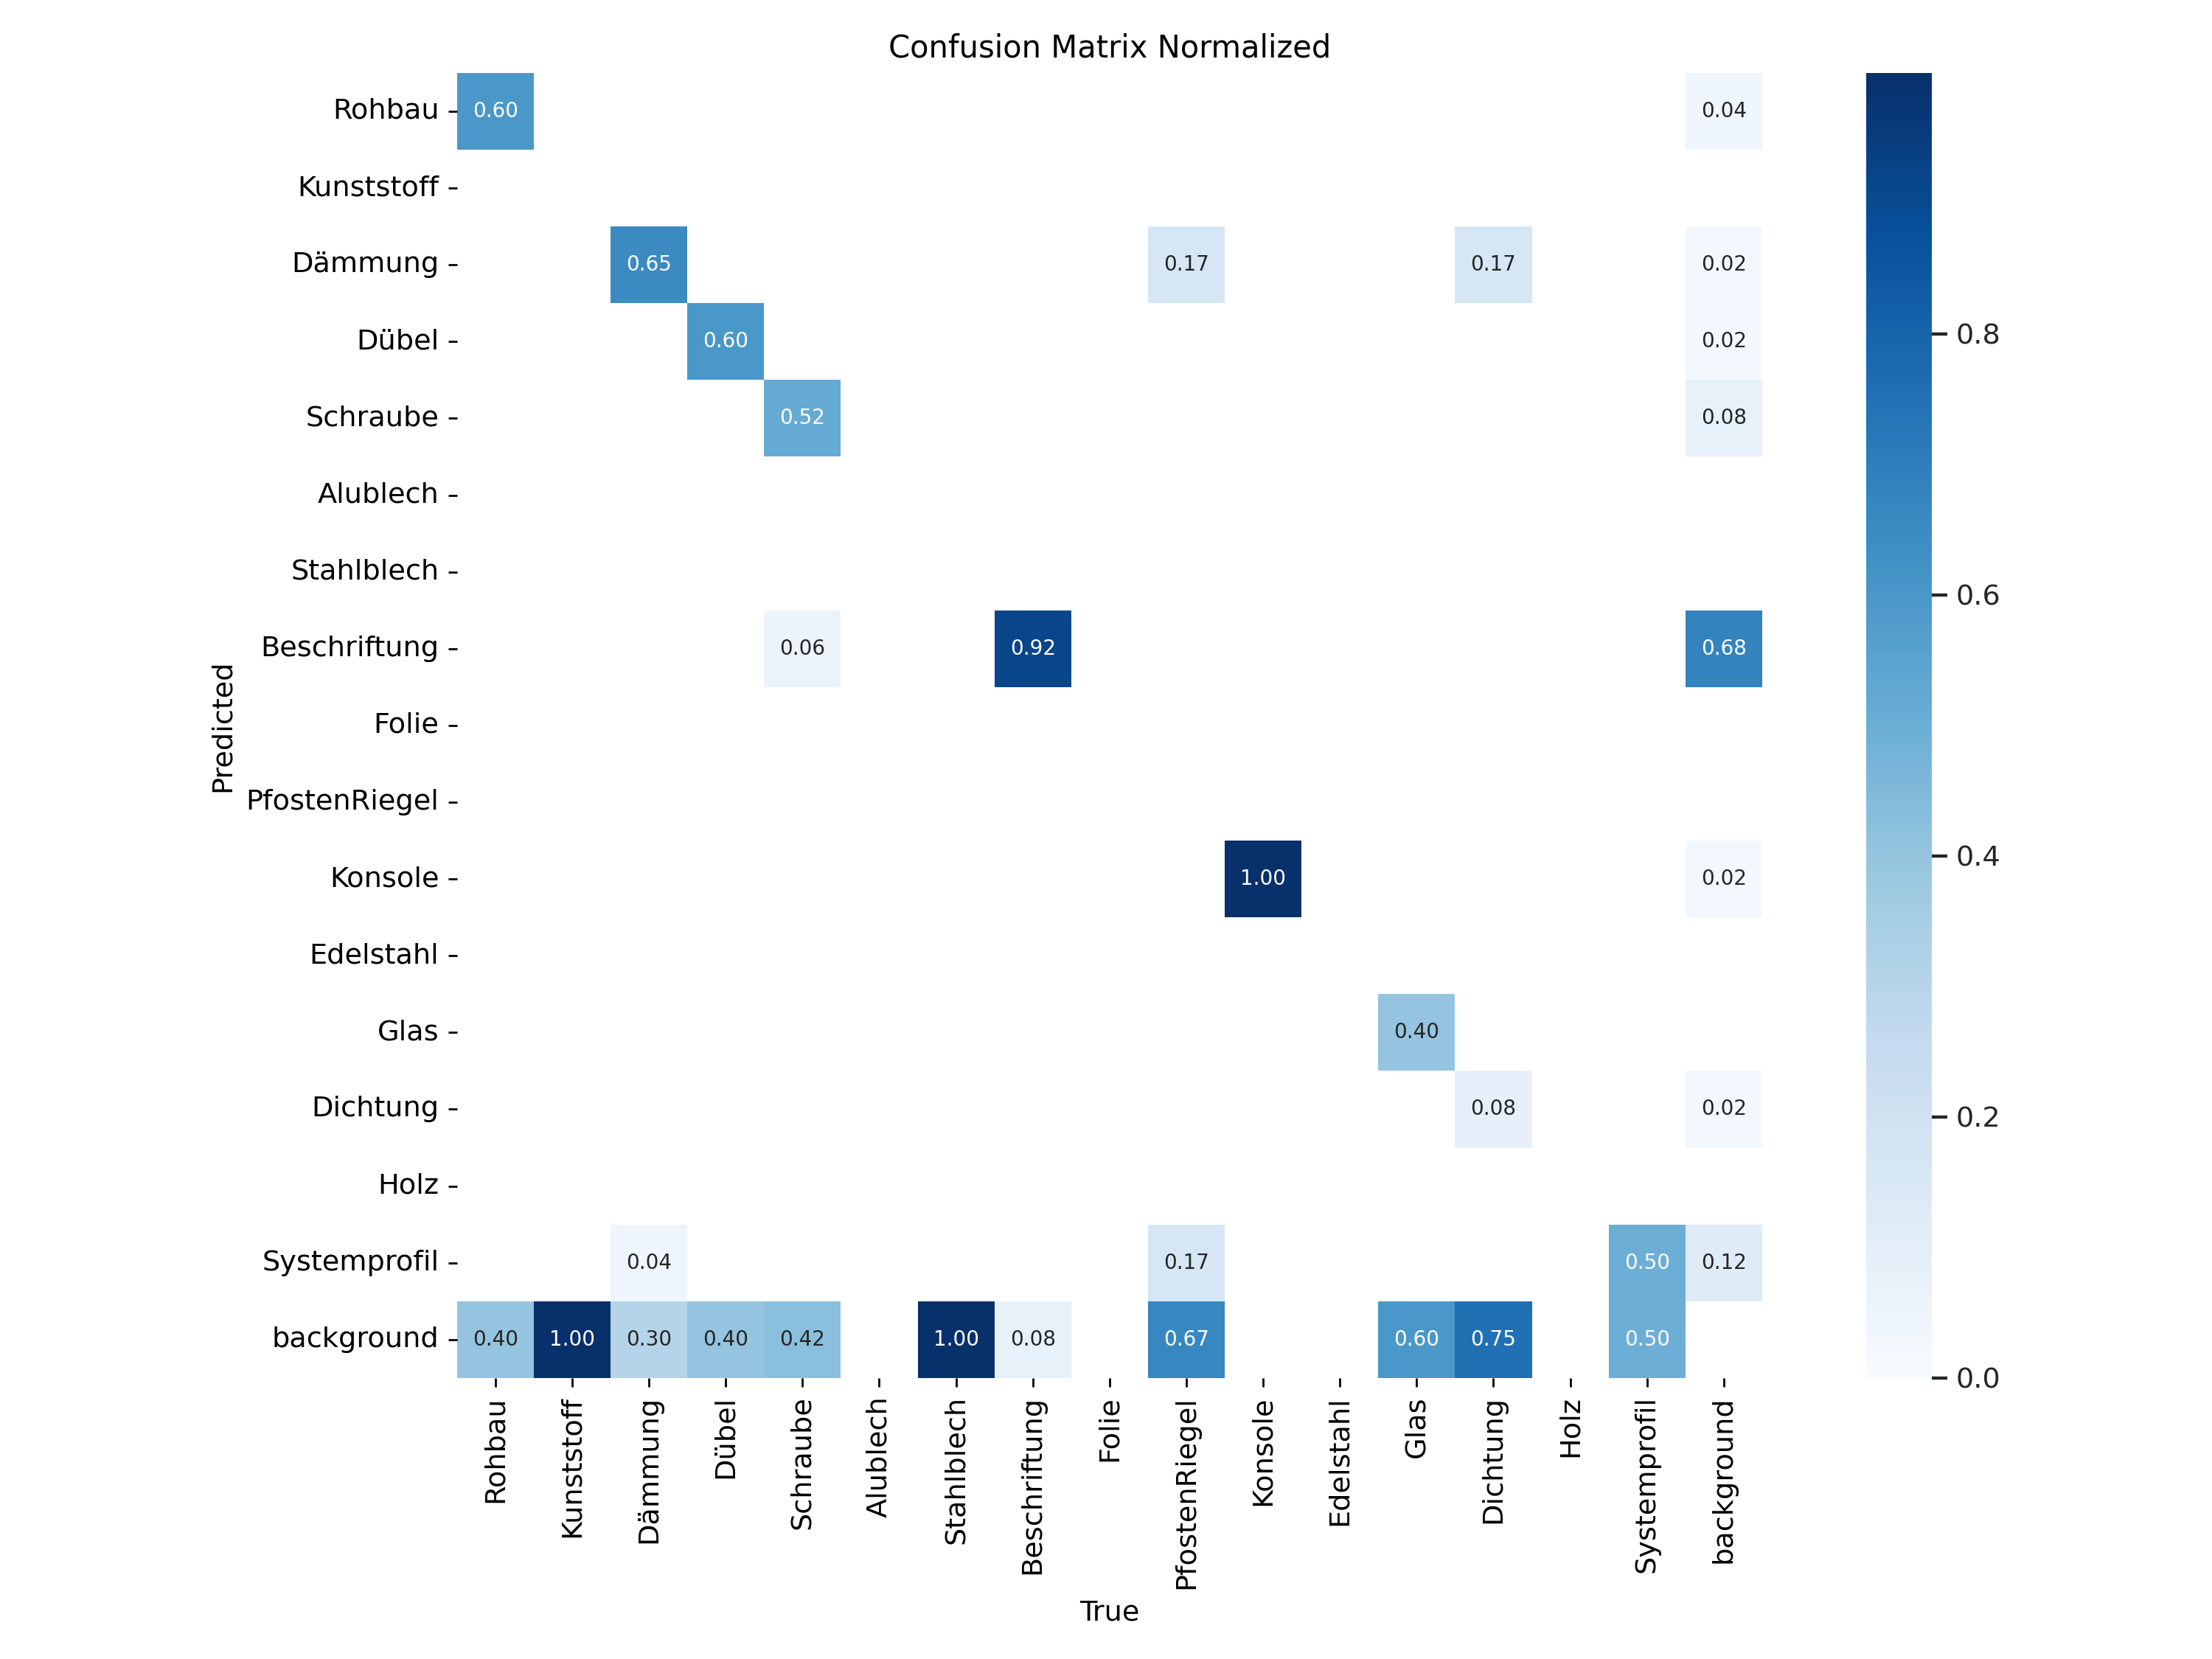 Confusion Matrix Normalized
Rohbau 0.60 0.04
Kunststoff
Dämmung 0.65 0.17 0.17 0.02
Dübel 0.60 0.02
Schraube 0.52 0.08
Alublech
Stahlblech
Beschriftung 0.06 0.92 0.68
Folie
PfostenRiegel
Konsole 1.00 0.02
Edelstahl
Glas 0.40
Dichtung 0.08 0.02
Holz
Systemprofil 0.04 0.17 0.50 0.12
background 0.40 1.00 0.30 0.40 0.42 1.00 0.08 0.67 0.60 0.75 0.50
Predicted
Rohbau
Kunststoff
Dämmung
Dübel
Schraube
Alublech
Stahlblech
Beschriftung
Folie
PfostenRiegel
Konsole
Edelstahl
Glas
Dichtung
Holz
Systemprofil
background
True
0.8
0.6
0.4
0.2
0.0